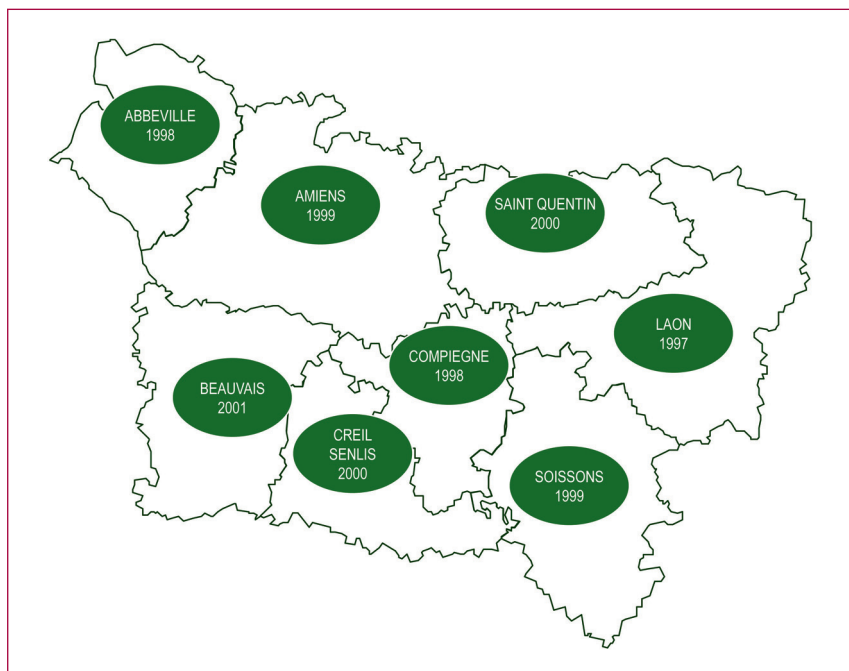 ABBEVILLE
1998
AMIENS
1999
SAINT QUENTIN
2000
LAON
1997
COMPIEGNE
1998
BEAUVAIS
2001
CREIL
SENLIS
2000
SOISSONS
1999